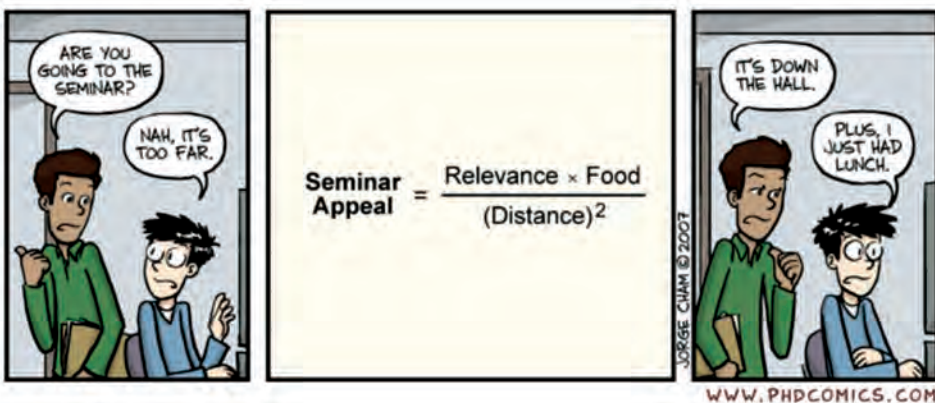 ARE YOU
GOING TO THE
SEMINAR?
NAH, IT'S
TOO FAR.
Seminar
Appeal = Relevance × Food
(Distance)²
JORGE CHAM © 2007
IT'S DOWN
THE HALL.
PLUS, I
JUST HAD
LUNCH.
WWW.PHDCOMICS.COM